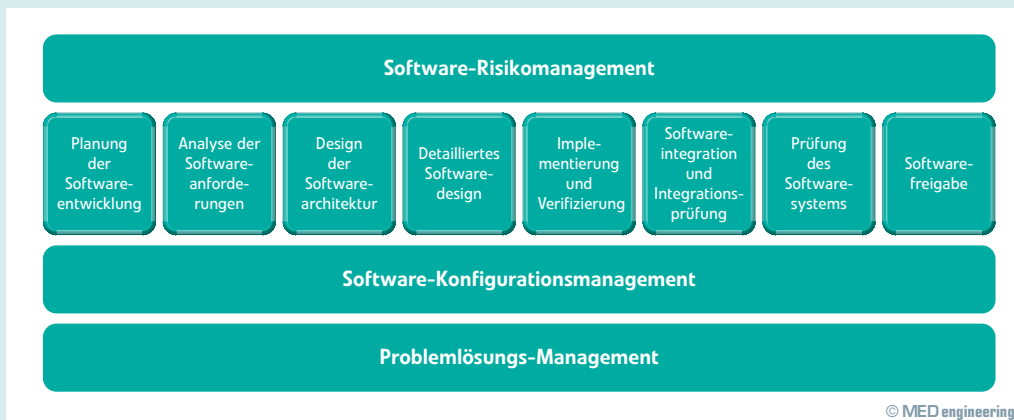 Software-Risikomanagement
Planung
der
Software-
entwicklung
Analyse der
Software-
anforde-
rungen
Design
der
Software-
architektur
Detailliertes
Software-
design
Imple-
mentierung
und
Verifizierung
Software-
integration
und
Integrations-
prüfung
Prüfung
des
Software-
systems
Software-
freigabe
Software-Konfigurationsmanagement
Problemlösungs-Management
© MED engineering